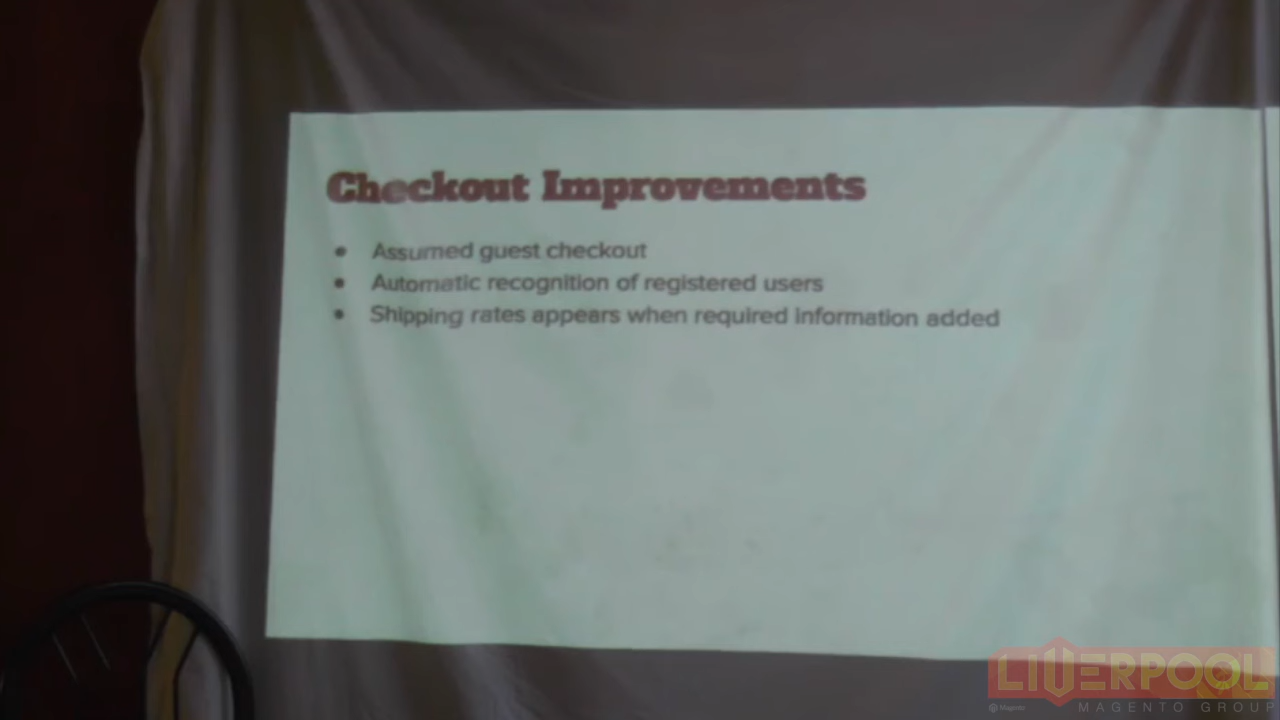 Checkout Improvements
• Assumed guest checkout
• Automatic recognition of registered users
• Shipping rates appears when required information added
LIVERPOOL
Magento MAGENTO GROUP